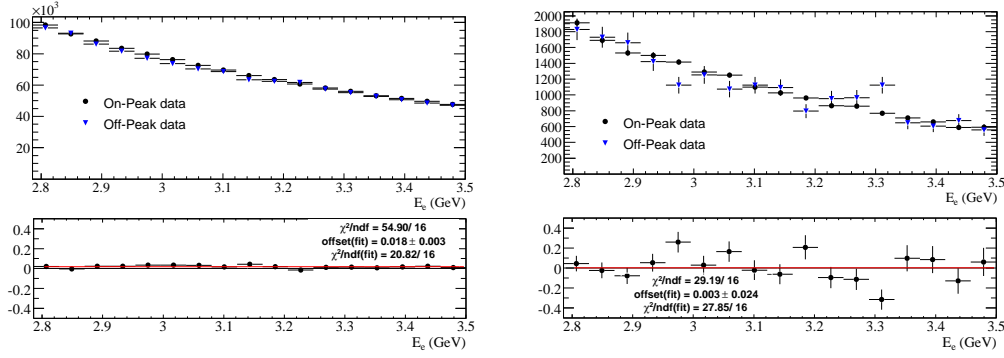 ×10³
100
80
60
40
20
0
On-Peak data
Off-Peak data
2.8 2.9 3 3.1 3.2 3.3 3.4 3.5
E_e (GeV)
0.4
0.2
0
-0.2
-0.4
χ²/ndf = 54.90/ 16
offset(fit) = 0.018 ± 0.003
χ²/ndf(fit) = 20.82/ 16
2.8 2.9 3 3.1 3.2 3.3 3.4 3.5
E_e (GeV)
2000
1800
1600
1400
1200
1000
800
600
400
200
On-Peak data
Off-Peak data
2.8 2.9 3 3.1 3.2 3.3 3.4 3.5
E_e (GeV)
0.4
0.2
0
-0.2
-0.4
χ²/ndf = 29.19/ 16
offset(fit) = 0.003 ± 0.024
χ²/ndf(fit) = 27.85/ 16
2.8 2.9 3 3.1 3.2 3.3 3.4 3.5
E_e (GeV)